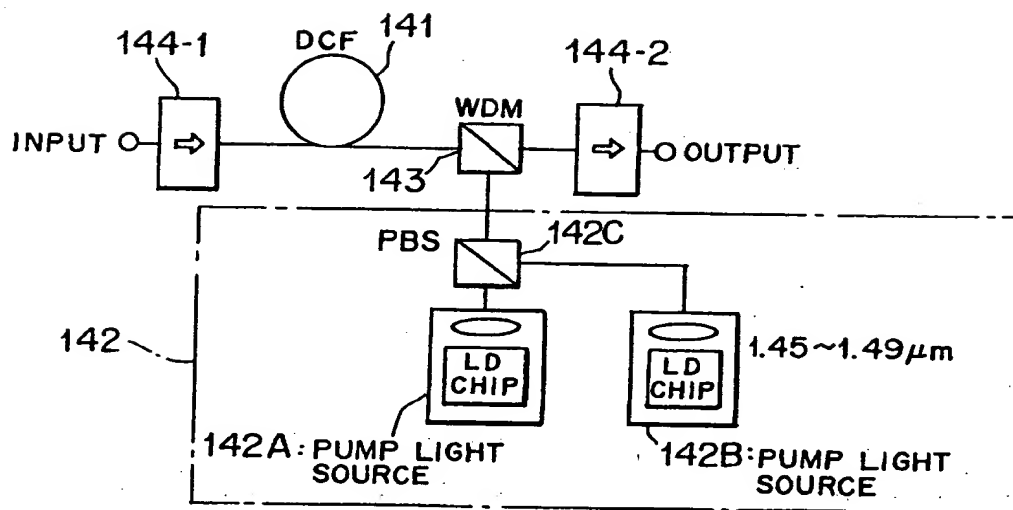 144-1
DCF
141
144-2
WDM
INPUT
OUTPUT
143
PBS
142C
142
LD
CHIP
LD
CHIP
1.45~1.49μm
142A: PUMP LIGHT
SOURCE
142B: PUMP LIGHT
SOURCE